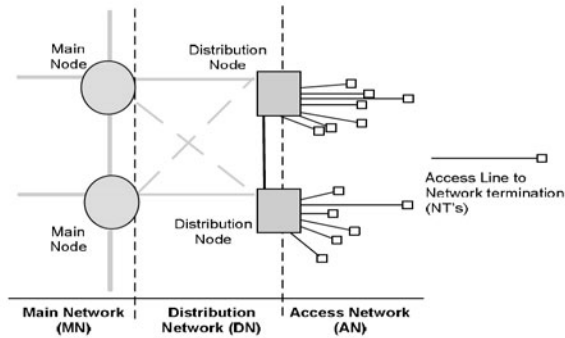 Main
Node
Distribution
Node
Access Line to
Network termination
(NT's)
Main
Node
Distribution
Node
Main Network
(MN)
Distribution
Network (DN)
Access Network
(AN)